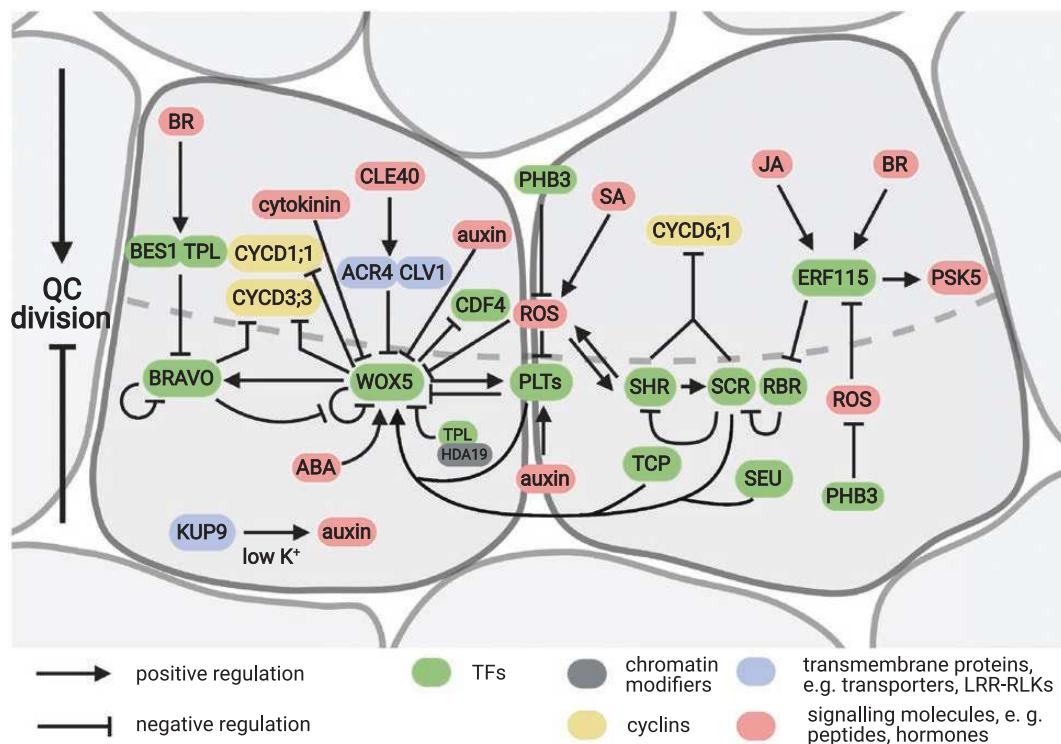 BR
CLE40
cytokinin
auxin
BES1 TPL
CYCD1;1
ACR4 CLV1
CYCD3;3
CDF4
PHB3
SA
CYCD6;1
JA
BR
ERF115
PSK5
QC
division
ROS
BRAVO
WOX5
PLTs
SHR
SCR
RBR
ROS
TPL
HDA19
ABA
auxin
TCP
SEU
PHB3
KUP9
auxin
low K⁺
positive regulation
negative regulation
TFs
chromatin
modifiers
cyclins
transmembrane proteins,
e.g. transporters, LRR-RLKs
signalling molecules, e. g.
peptides, hormones